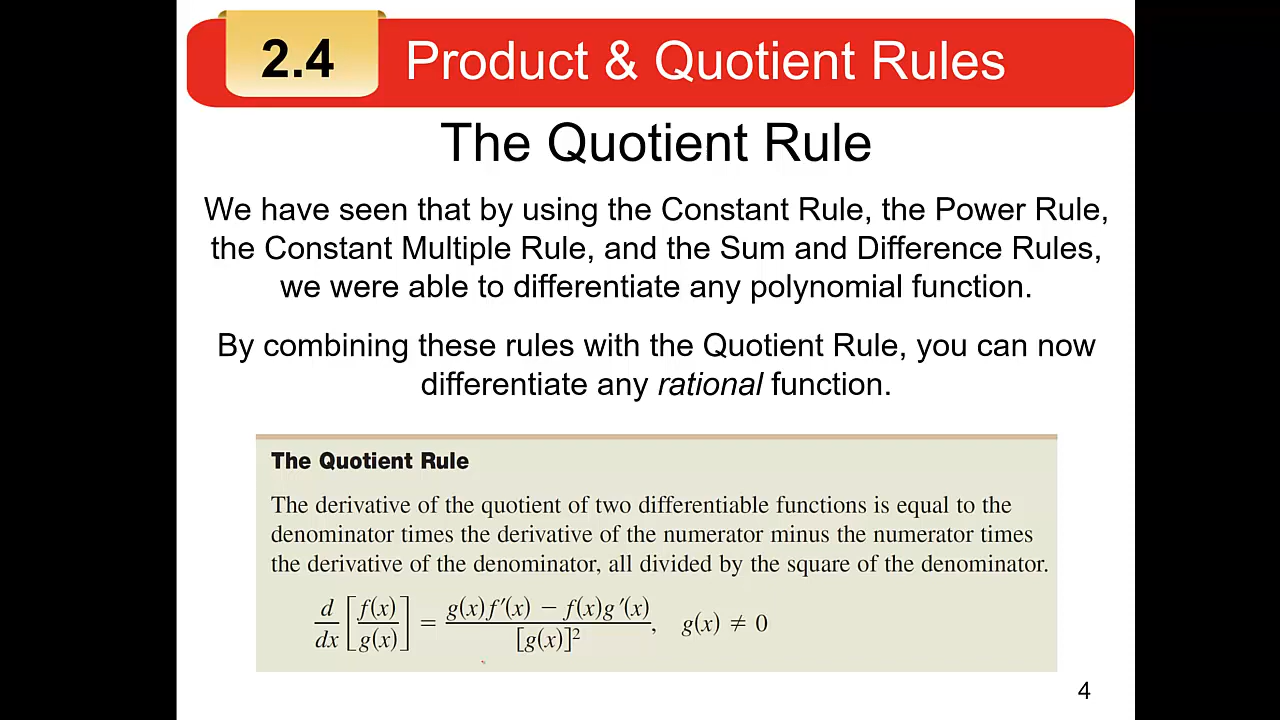 2.4 Product & Quotient Rules
The Quotient Rule
We have seen that by using the Constant Rule, the Power Rule,
the Constant Multiple Rule, and the Sum and Difference Rules,
we were able to differentiate any polynomial function.
By combining these rules with the Quotient Rule, you can now
differentiate any rational function.
The Quotient Rule
The derivative of the quotient of two differentiable functions is equal to the
denominator times the derivative of the numerator minus the numerator times
the derivative of the denominator, all divided by the square of the denominator.
d/dx [f(x)/g(x)] = (g(x)f′(x) − f(x)g′(x))/[g(x)]², g(x) ≠ 0
4